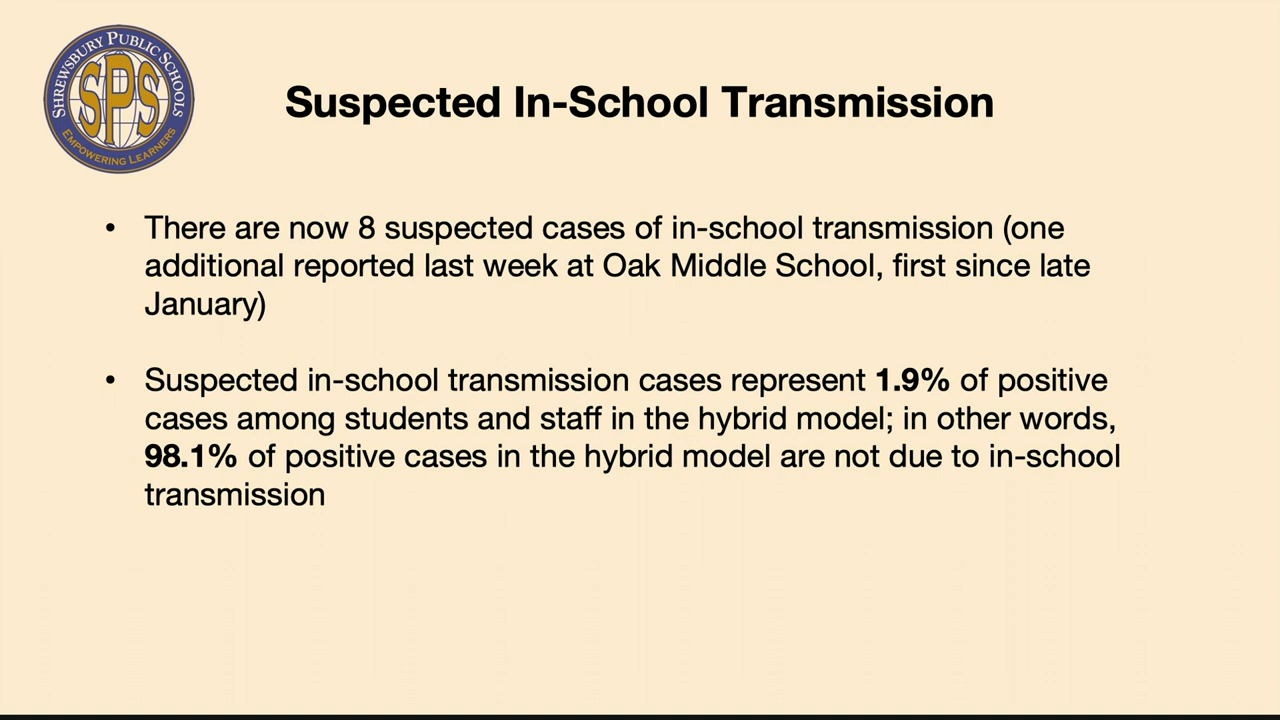 SHREWSBURY PUBLIC SCHOOLS
SPS
EMPOWERING LEARNERS
Suspected In-School Transmission
• There are now 8 suspected cases of in-school transmission (one
additional reported last week at Oak Middle School, first since late
January)
• Suspected in-school transmission cases represent 1.9% of positive
cases among students and staff in the hybrid model; in other words,
98.1% of positive cases in the hybrid model are not due to in-school
transmission